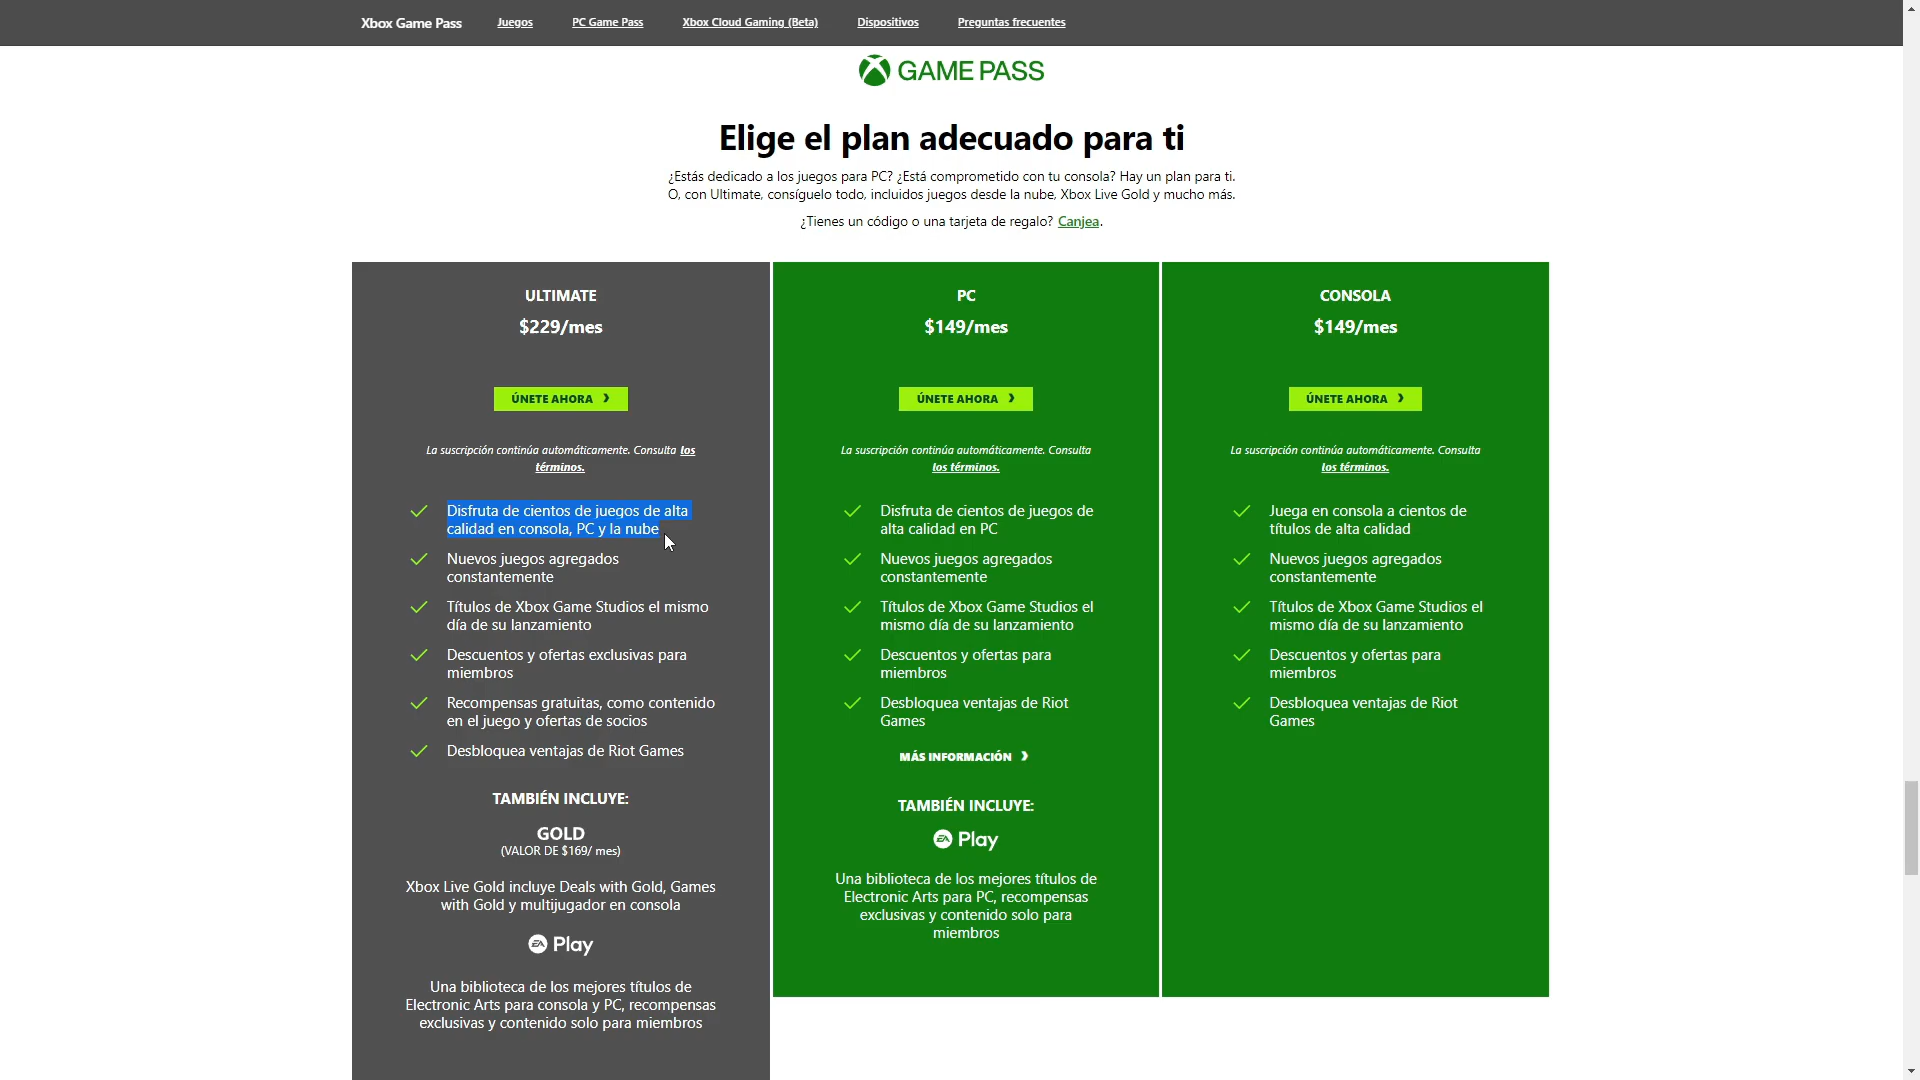 Xbox Game Pass
Juegos
PC Game Pass
Xbox Cloud Gaming (Beta)
Dispositivos
Preguntas frecuentes
GAME PASS
Elige el plan adecuado para ti
¿Estás dedicado a los juegos para PC? ¿Está comprometido con tu consola? Hay un plan para ti.
O, con Ultimate, consíguelo todo, incluidos juegos desde la nube, Xbox Live Gold y mucho más.
¿Tienes un código o una tarjeta de regalo? Canjea.
ULTIMATE
$229/mes
ÚNETE AHORA
La suscripción continúa automáticamente. Consulta los
términos.
Disfruta de cientos de juegos de alta
calidad en consola, PC y la nube
Nuevos juegos agregados
constantemente
Títulos de Xbox Game Studios el mismo
día de su lanzamiento
Descuentos y ofertas exclusivas para
miembros
Recompensas gratuitas, como contenido
en el juego y ofertas de socios
Desbloquea ventajas de Riot Games
TAMBIÉN INCLUYE:
GOLD
(VALOR DE $169/ mes)
Xbox Live Gold incluye Deals with Gold, Games
with Gold y multijugador en consola
EA Play
Una biblioteca de los mejores títulos de
Electronic Arts para consola y PC, recompensas
exclusivas y contenido solo para miembros
PC
$149/mes
ÚNETE AHORA
La suscripción continúa automáticamente. Consulta
los términos.
Disfruta de cientos de juegos de
alta calidad en PC
Nuevos juegos agregados
constantemente
Títulos de Xbox Game Studios el
mismo día de su lanzamiento
Descuentos y ofertas para
miembros
Desbloquea ventajas de Riot
Games
MÁS INFORMACIÓN
TAMBIÉN INCLUYE:
EA Play
Una biblioteca de los mejores títulos de
Electronic Arts para PC, recompensas
exclusivas y contenido solo para
miembros
CONSOLA
$149/mes
ÚNETE AHORA
La suscripción continúa automáticamente. Consulta
los términos.
Juega en consola a cientos de
títulos de alta calidad
Nuevos juegos agregados
constantemente
Títulos de Xbox Game Studios el
mismo día de su lanzamiento
Descuentos y ofertas para
miembros
Desbloquea ventajas de Riot
Games